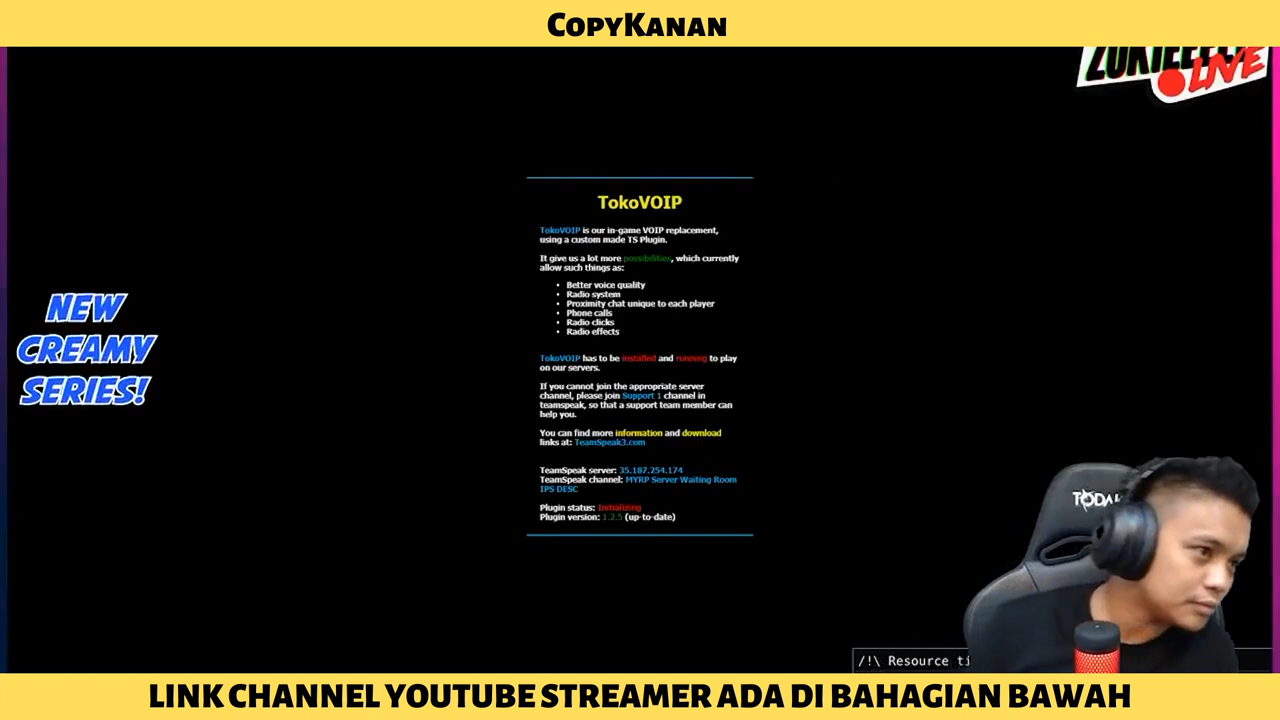 COPYKANAN
LIVE
NEW
CREAMY
SERIES!
TokoVOIP
TokoVOIP is our in-game VOIP replacement,
using a custom made TS Plugin.
It give us a lot more possibilities, which currently
allow such things as:
• Better voice quality
• Radio system
• Proximity chat unique to each player
• Phone calls
• Radio clicks
• Radio effects
TokoVOIP has to be installed and running to play
on our servers.
If you cannot join the appropriate server
channel, please join Support 1 channel in
teamspeak, so that a support team member can
help you.
You can find more information and download
links at: TeamSpeak3.com
TeamSpeak server: 35.187.254.174
TeamSpeak channel: MYRP Server Waiting Room
IPS DESC
Plugin status: Initializing
Plugin version: 1.2.5 (up-to-date)
/!\ Resource ti
LINK CHANNEL YOUTUBE STREAMER ADA DI BAHAGIAN BAWAH